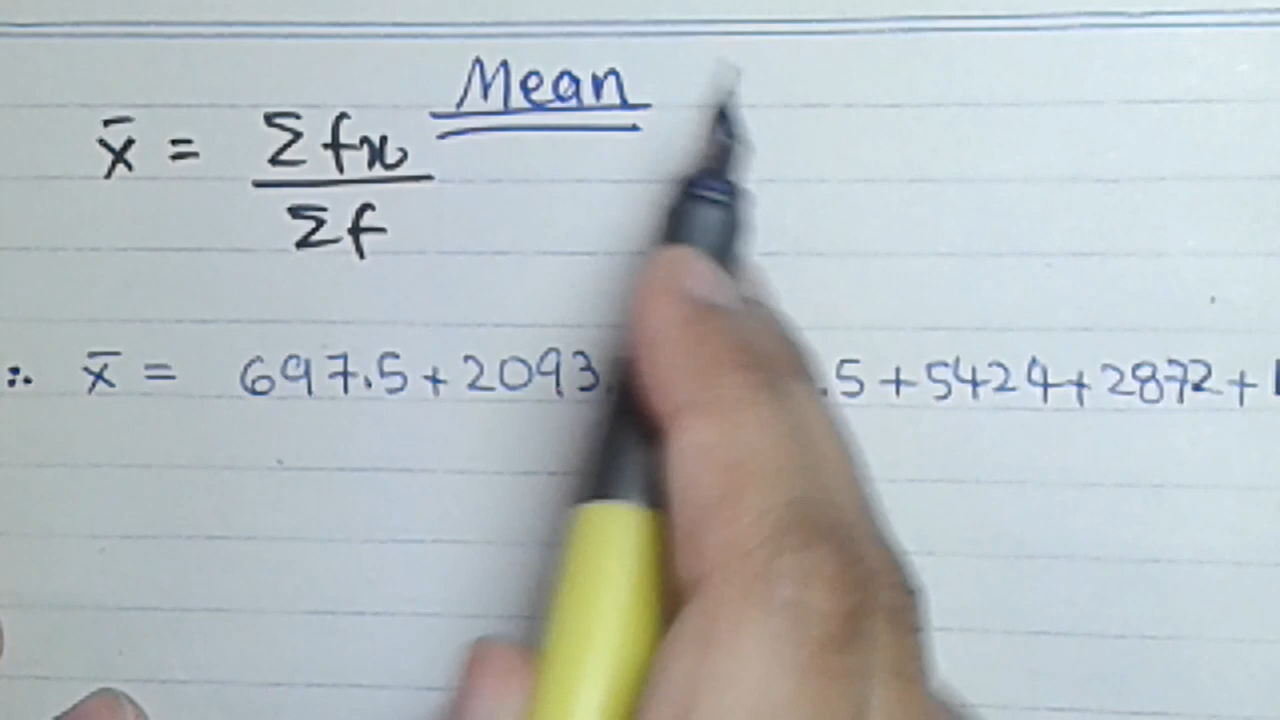 Mean
x̄ = Σfx
Σf
∴ x̄ = 697.5+2093. .5+5424+2872+